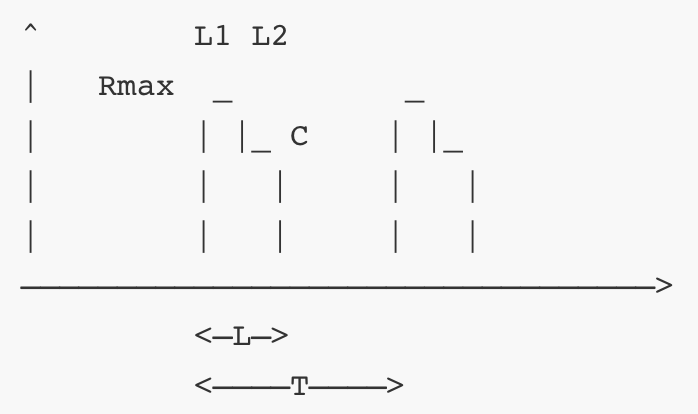 ^        L1 L2
|   Rmax  _         _
|        | |_ C    | |_
|        |   |     |   |
|        |   |     |   |
—————————————————————————————————>
         <—L—>
         <————T————>